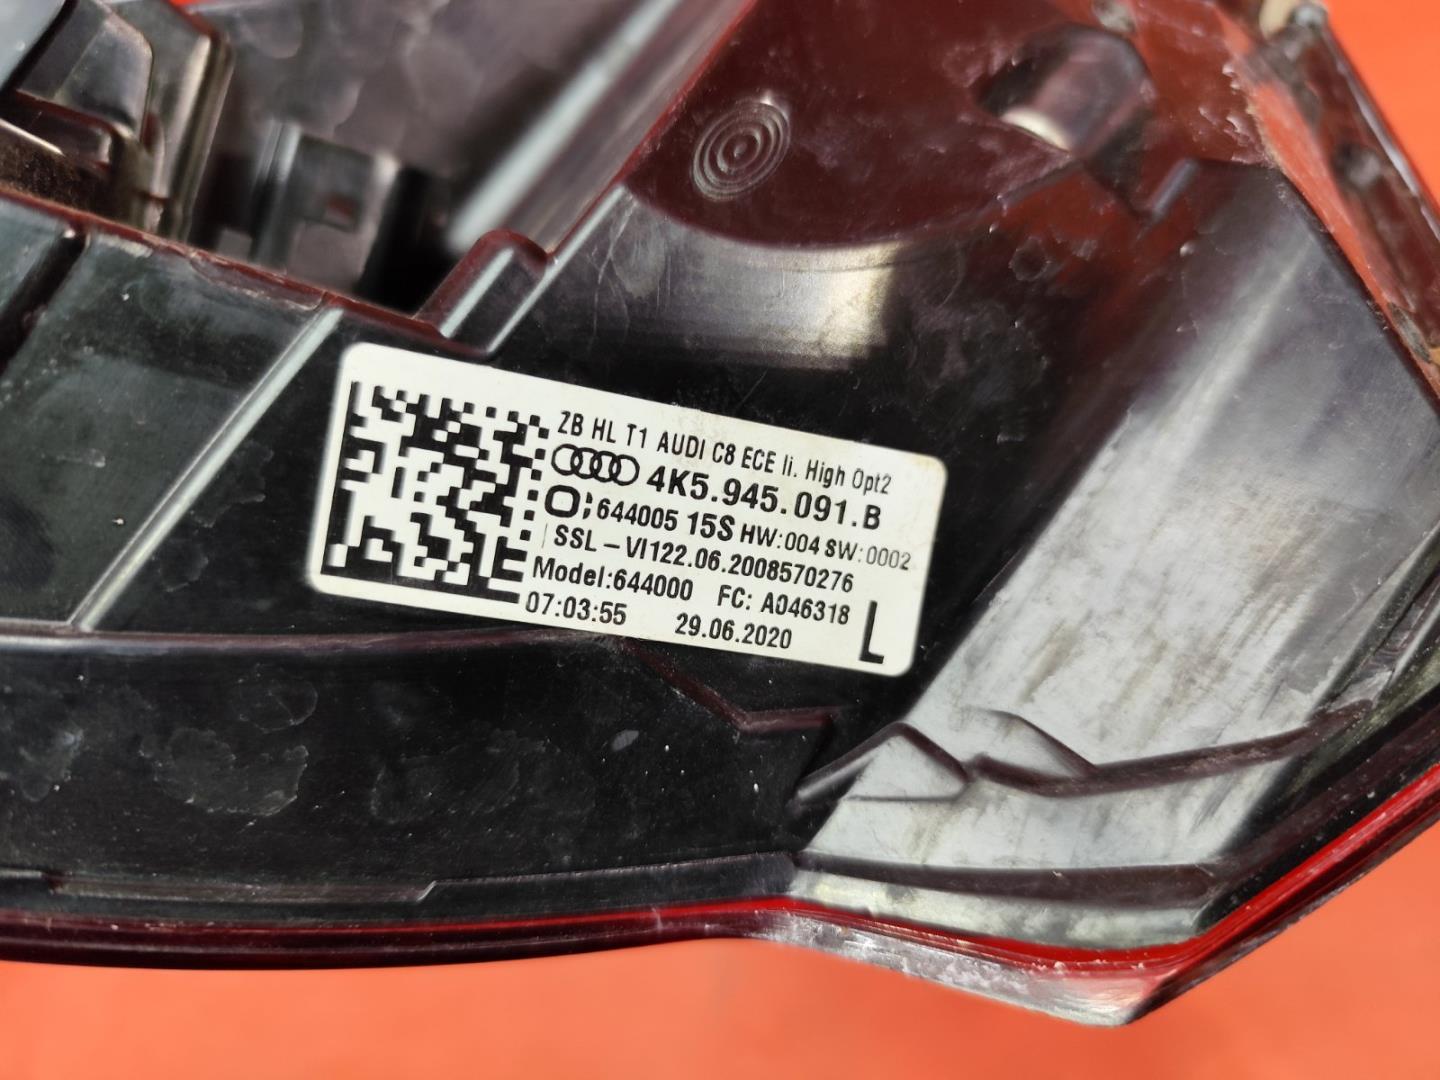 ZB HL T1 AUDI C8 ECE li. High Opt2
4K5.945.091.B
644005 15S HW:004 SW:0002
SSL-VI122.06.2008570276
Model:644000 FC: A046318
07:03:55 29.06.2020 L